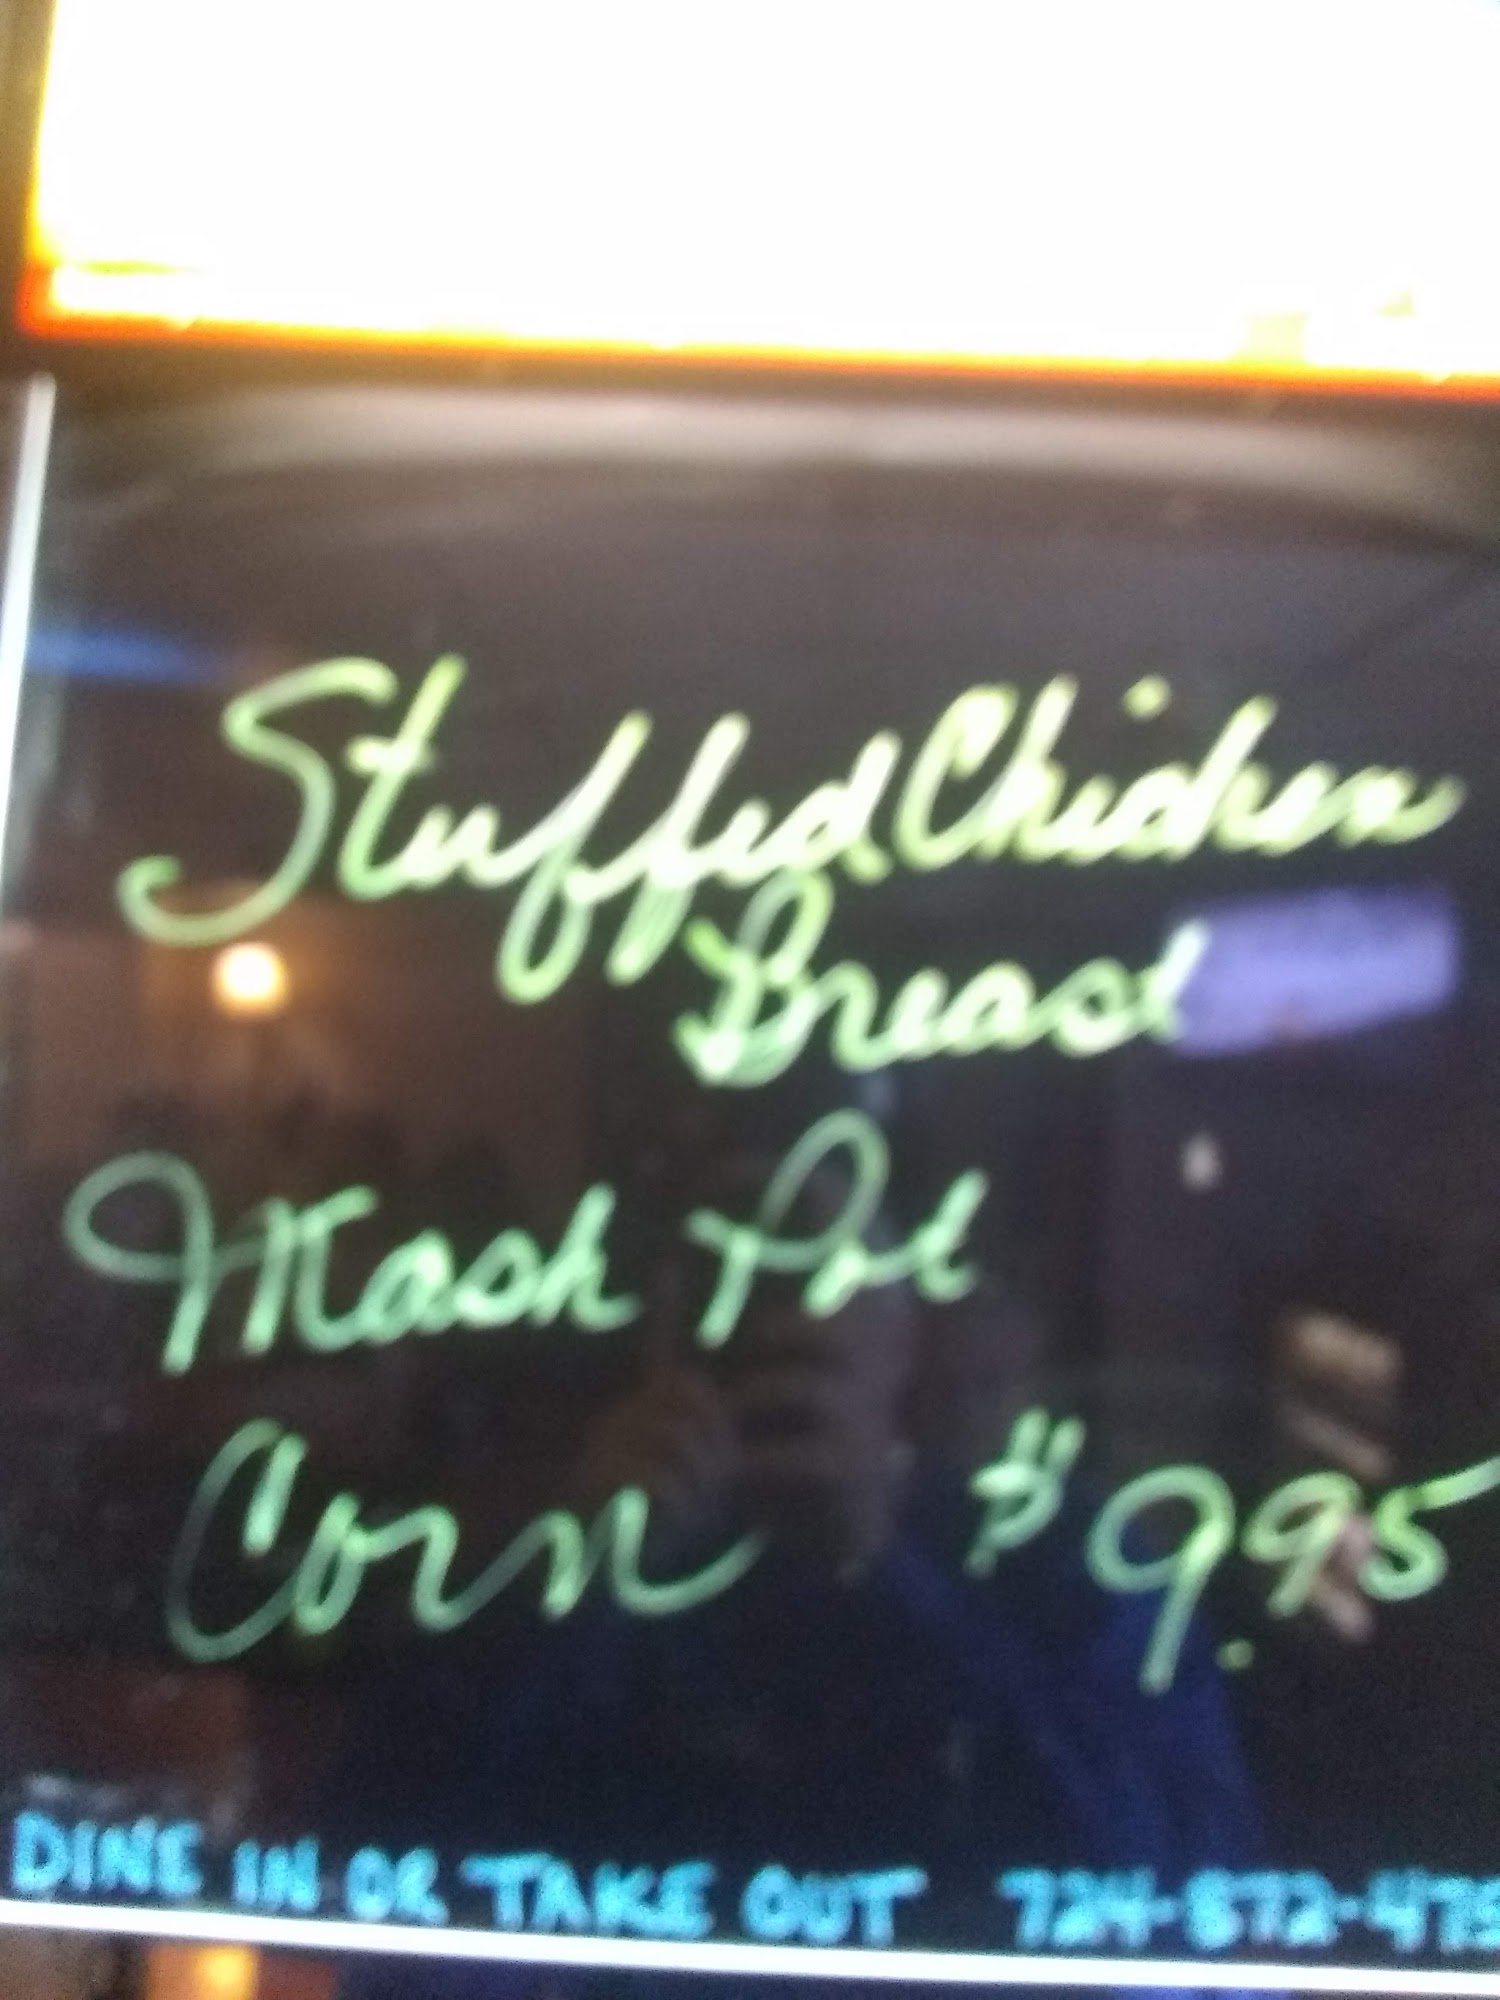 Stuffed Chicken
Breast
Mash Pot
Corn $9.95
DINE IN OR TAKE OUT